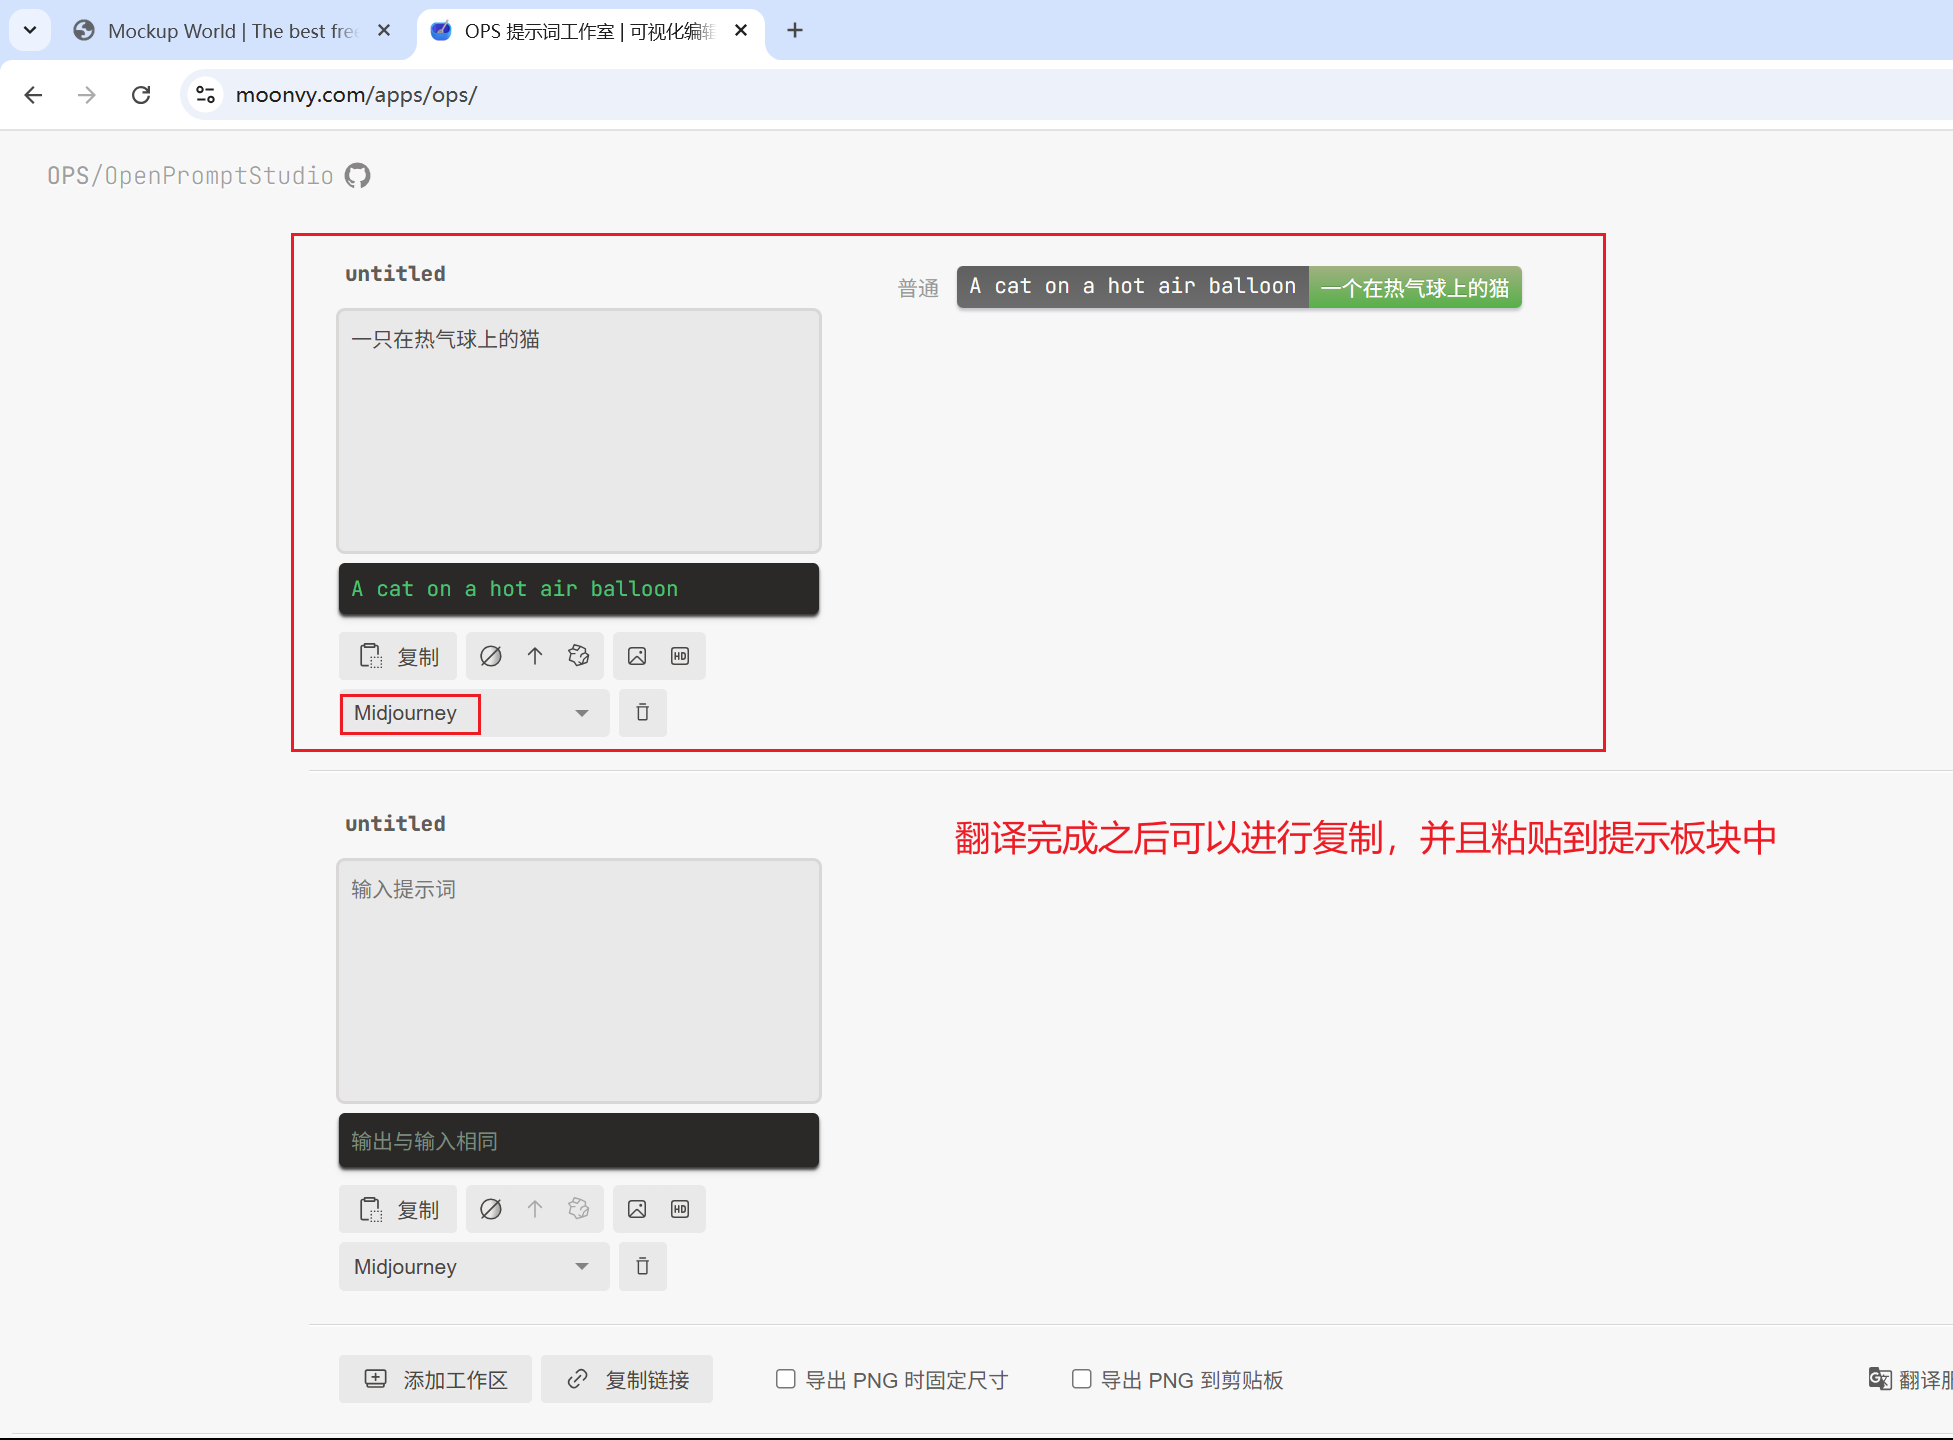 Mockup World | The best free
OPS 提示词工作室 | 可视化编辑
moonvy.com/apps/ops/
OPS/OpenPromptStudio
untitled
普通 A cat on a hot air balloon 一个在热气球上的猫
一只在热气球上的猫
A cat on a hot air balloon
复制
HD
Midjourney
untitled
翻译完成之后可以进行复制，并且粘贴到提示板块中
输入提示词
输出与输入相同
复制
HD
Midjourney
添加工作区 复制链接 导出 PNG 时固定尺寸 导出 PNG 到剪贴板 翻译服